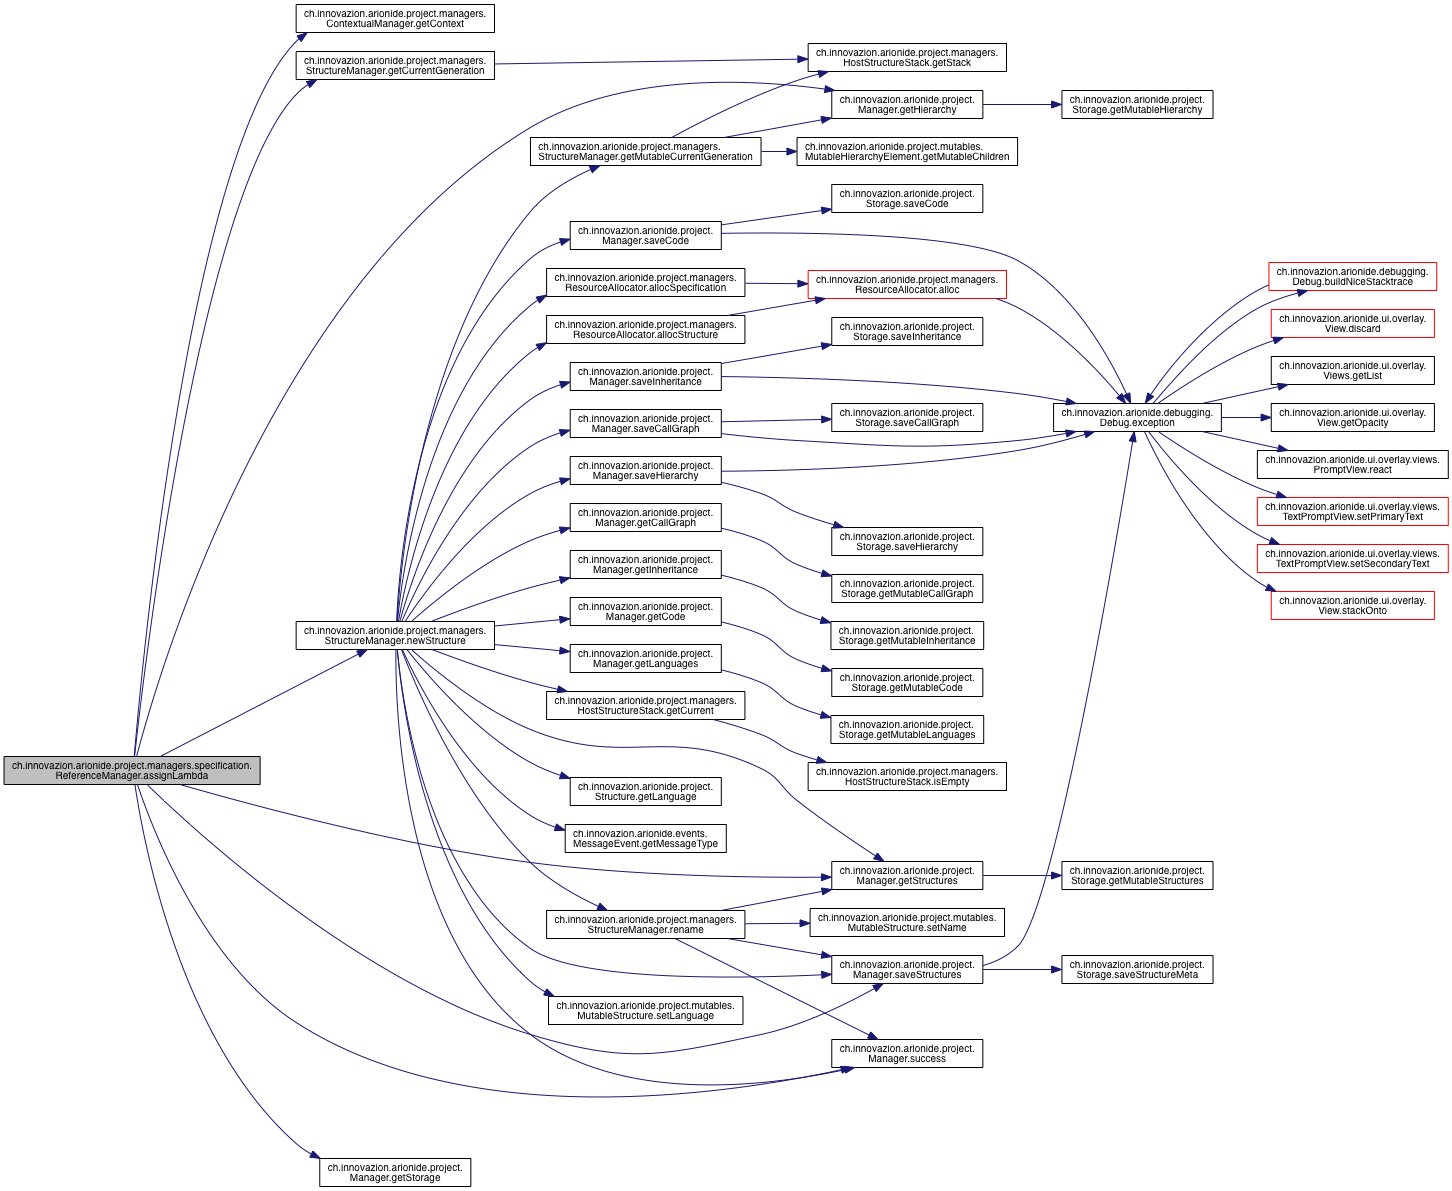 ch.innovazion.arionide.project.managers.
ContextualManager.getContext
ch.innovazion.arionide.project.managers.
StructureManager.getCurrentGeneration
ch.innovazion.arionide.project.managers.
HostStructureStack.getStack
ch.innovazion.arionide.project.
Manager.getHierarchy
ch.innovazion.arionide.project.
Storage.getMutableHierarchy
ch.innovazion.arionide.project.managers.
StructureManager.getMutableCurrentGeneration
ch.innovazion.arionide.project.mutables.
MutableHierarchyElement.getMutableChildren
ch.innovazion.arionide.project.
Storage.saveCode
ch.innovazion.arionide.project.
Manager.saveCode
ch.innovazion.arionide.project.managers.
ResourceAllocator.allocSpecification
ch.innovazion.arionide.project.managers.
ResourceAllocator.alloc
ch.innovazion.arionide.debugging.
Debug.buildNiceStacktrace
ch.innovazion.arionide.project.managers.
ResourceAllocator.allocStructure
ch.innovazion.arionide.project.
Storage.saveInheritance
ch.innovazion.arionide.ui.overlay.
View.discard
ch.innovazion.arionide.project.
Manager.saveInheritance
ch.innovazion.arionide.ui.overlay.
Views.getList
ch.innovazion.arionide.project.
Manager.saveCallGraph
ch.innovazion.arionide.project.
Storage.saveCallGraph
ch.innovazion.arionide.debugging.
Debug.exception
ch.innovazion.arionide.ui.overlay.
View.getOpacity
ch.innovazion.arionide.project.
Manager.saveHierarchy
ch.innovazion.arionide.ui.overlay.views.
PromptView.react
ch.innovazion.arionide.project.
Manager.getCallGraph
ch.innovazion.arionide.project.
Storage.saveHierarchy
ch.innovazion.arionide.ui.overlay.views.
TextPromptView.setPrimaryText
ch.innovazion.arionide.project.
Manager.getInheritance
ch.innovazion.arionide.project.
Storage.getMutableCallGraph
ch.innovazion.arionide.ui.overlay.views.
TextPromptView.setSecondaryText
ch.innovazion.arionide.project.
Manager.getCode
ch.innovazion.arionide.ui.overlay.
View.stackOnto
ch.innovazion.arionide.project.managers.
StructureManager.newStructure
ch.innovazion.arionide.project.
Storage.getMutableInheritance
ch.innovazion.arionide.project.
Manager.getLanguages
ch.innovazion.arionide.project.
Storage.getMutableCode
ch.innovazion.arionide.project.managers.
HostStructureStack.getCurrent
ch.innovazion.arionide.project.
Storage.getMutableLanguages
ch.innovazion.arionide.project.managers.specification.
ReferenceManager.assignLambda
ch.innovazion.arionide.project.managers.
HostStructureStack.isEmpty
ch.innovazion.arionide.project.
Structure.getLanguage
ch.innovazion.arionide.events.
MessageEvent.getMessageType
ch.innovazion.arionide.project.
Manager.getStructures
ch.innovazion.arionide.project.
Storage.getMutableStructures
ch.innovazion.arionide.project.managers.
StructureManager.rename
ch.innovazion.arionide.project.mutables.
MutableStructure.setName
ch.innovazion.arionide.project.
Manager.saveStructures
ch.innovazion.arionide.project.
Storage.saveStructureMeta
ch.innovazion.arionide.project.mutables.
MutableStructure.setLanguage
ch.innovazion.arionide.project.
Manager.success
ch.innovazion.arionide.project.
Manager.getStorage